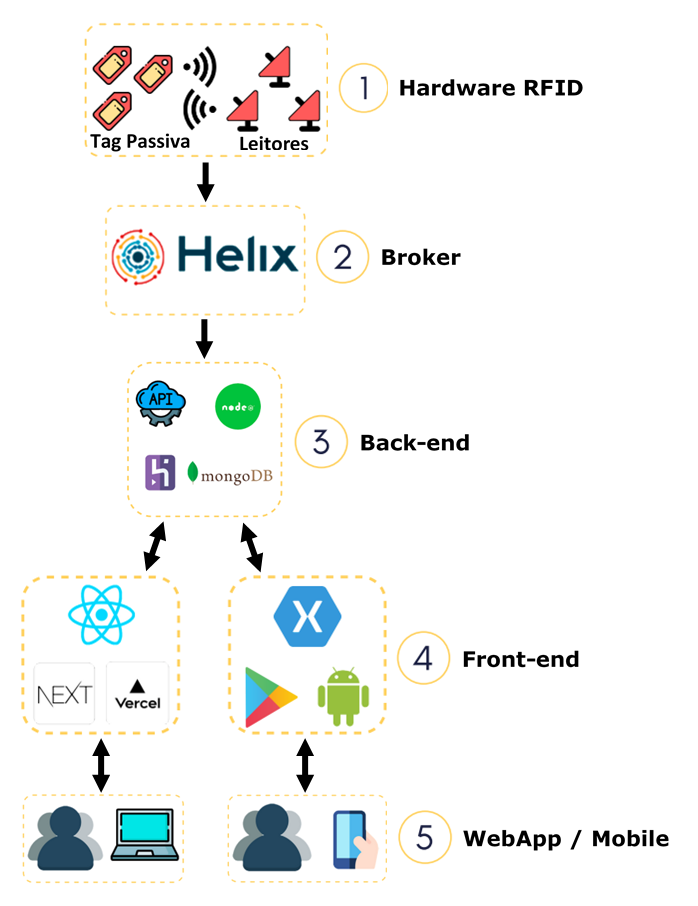 1 Hardware RFID
Tag Passiva
Leitores
Helix
2 Broker
API
node
3 Back-end
mongoDB
NEXT
Vercel
4 Front-end
5 WebApp / Mobile